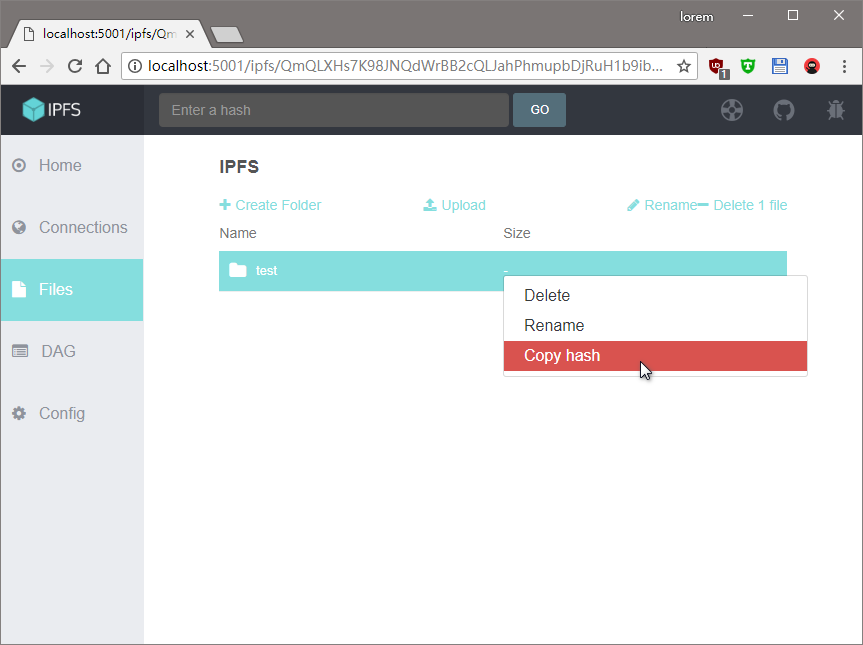 lorem
localhost:5001/ipfs/Qm
localhost:5001/ipfs/QmQLXHs7K98JNQdWrBB2cQLJahPhmupbDjRuH1b9ib...
1
IPFS
Enter a hash
GO
Home
Connections
Files
DAG
Config
IPFS
Create Folder
Upload
Rename
Delete 1 file
Name
Size
test
-
Delete
Rename
Copy hash